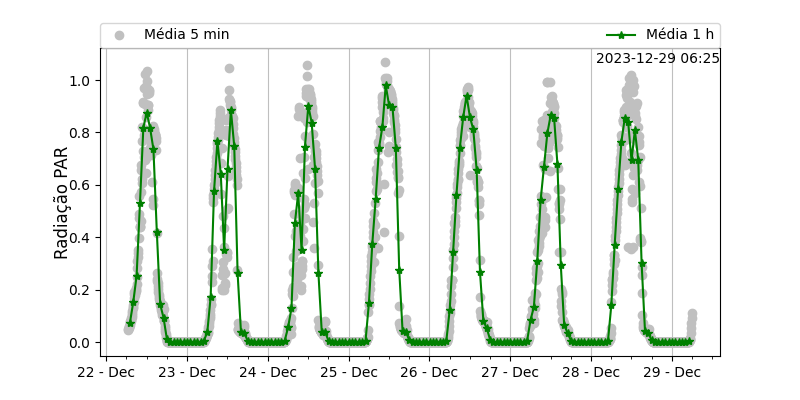 Média 5 min
Média 1 h
2023-12-29 06:25
Radiação PAR
1.0
0.8
0.6
0.4
0.2
0.0
22 - Dec
23 - Dec
24 - Dec
25 - Dec
26 - Dec
27 - Dec
28 - Dec
29 - Dec